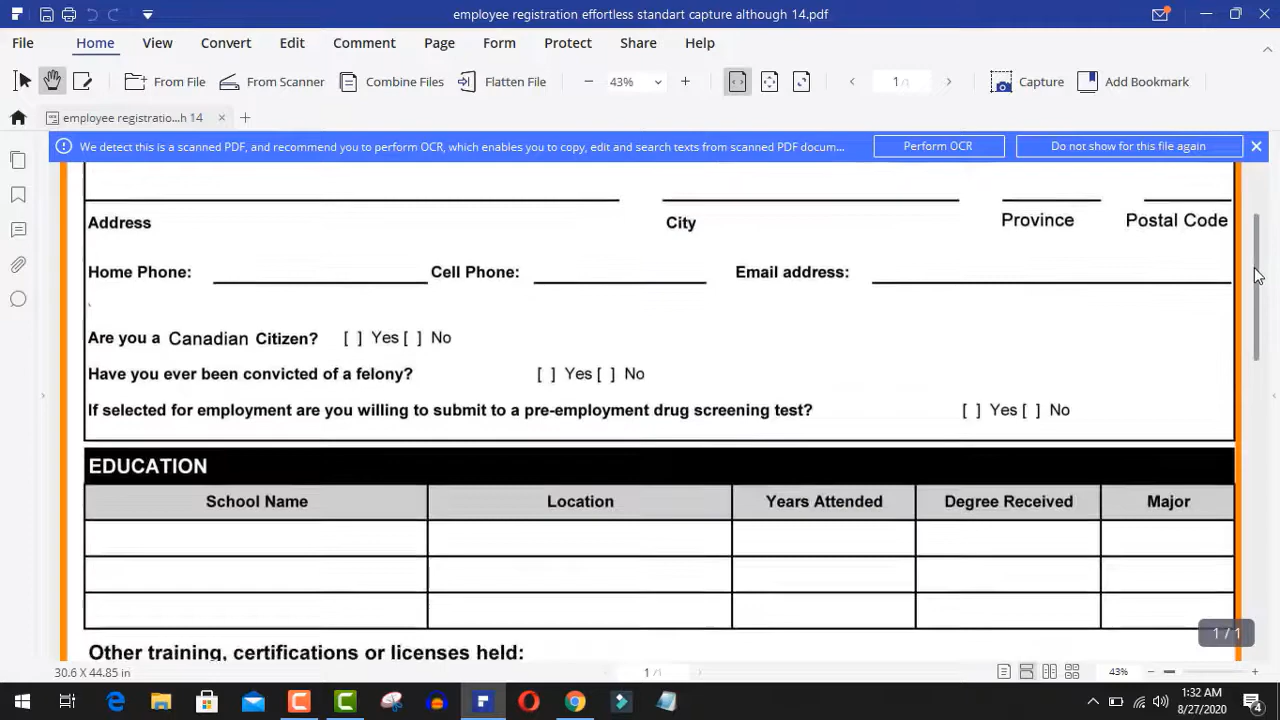 employee registration effortless standart capture although 14.pdf
File Home View Convert Edit Comment Page Form Protect Share Help
From File From Scanner Combine Files Flatten File 43% 1 /1 Capture Add Bookmark
employee registratio...h 14
We detect this is a scanned PDF, and recommend you to perform OCR, which enables you to copy, edit and search texts from scanned PDF docum... Perform OCR Do not show for this file again
Address City Province Postal Code
Home Phone: Cell Phone: Email address:
Are you a Canadian Citizen? [ ] Yes [ ] No
Have you ever been convicted of a felony? [ ] Yes [ ] No
If selected for employment are you willing to submit to a pre-employment drug screening test? [ ] Yes [ ] No
EDUCATION
School Name Location Years Attended Degree Received Major
1 / 1
Other training, certifications or licenses held:
30.6 X 44.85 in 1 /1 43%
1:32 AM
8/27/2020
4